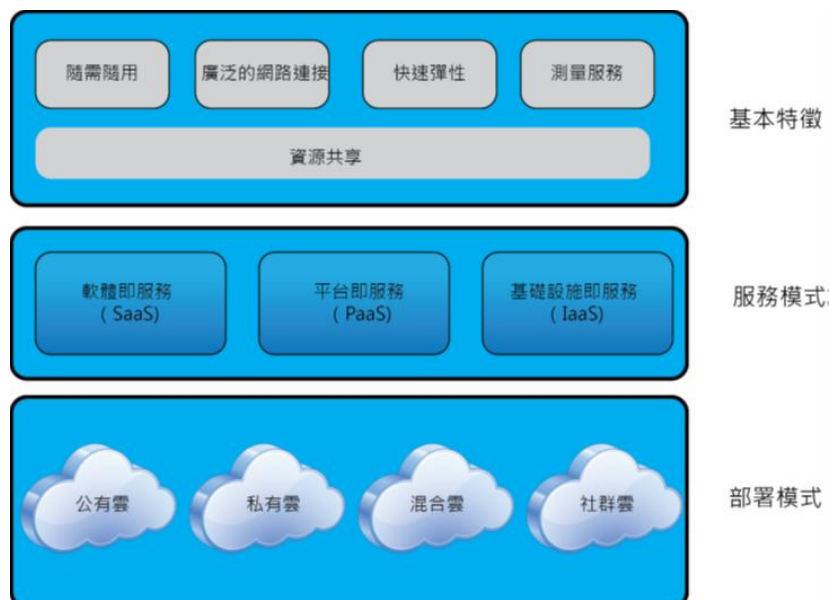 隨需隨用
廣泛的網路連接
快速彈性
測量服務
資源共享
基本特徵
軟體即服務
( SaaS)
平台即服務
( PaaS)
基礎設施即服務
( IaaS)
服務模式
公有雲
私有雲
混合雲
社群雲
部署模式